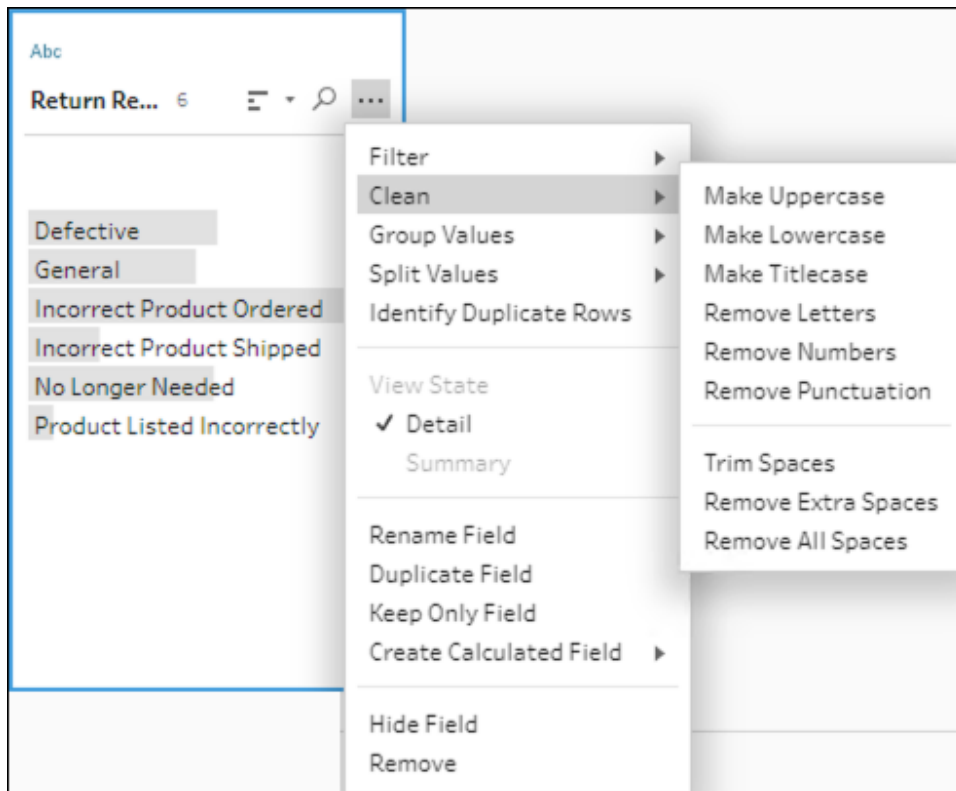 Abc
Return Re... 6
Defective
General
Incorrect Product Ordered
Incorrect Product Shipped
No Longer Needed
Product Listed Incorrectly
Filter
Clean
Group Values
Split Values
Identify Duplicate Rows
View State
Detail
Summary
Rename Field
Duplicate Field
Keep Only Field
Create Calculated Field
Hide Field
Remove
Make Uppercase
Make Lowercase
Make Titlecase
Remove Letters
Remove Numbers
Remove Punctuation
Trim Spaces
Remove Extra Spaces
Remove All Spaces